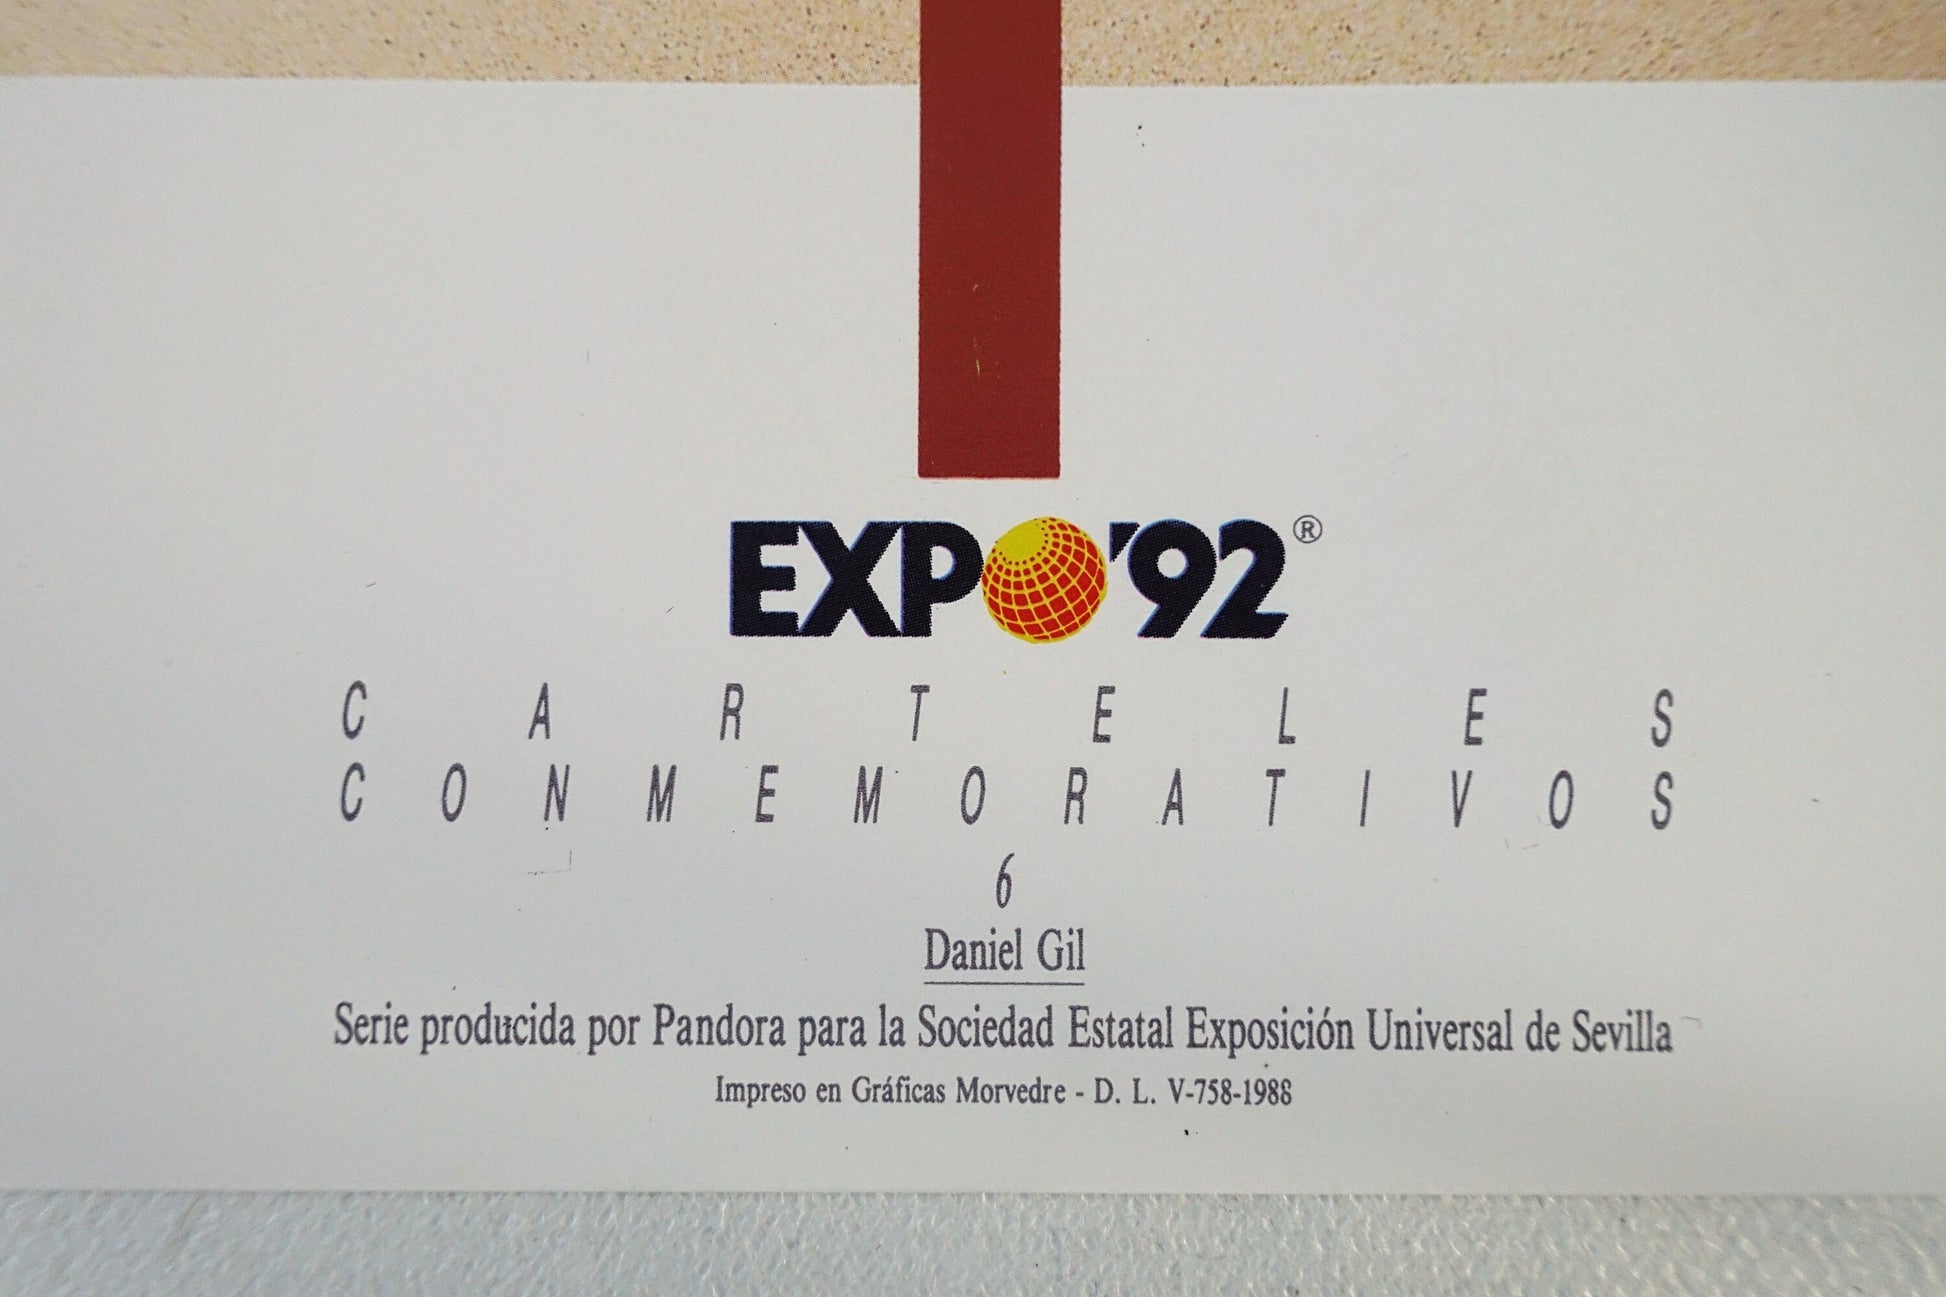 EXPO'92®
CARTELES
CONMEMORATIVOS
6
Daniel Gil
Serie producida por Pandora para la Sociedad Estatal Exposición Universal de Sevilla
Impreso en Gráficas Morvedre - D. L. V-758-1988